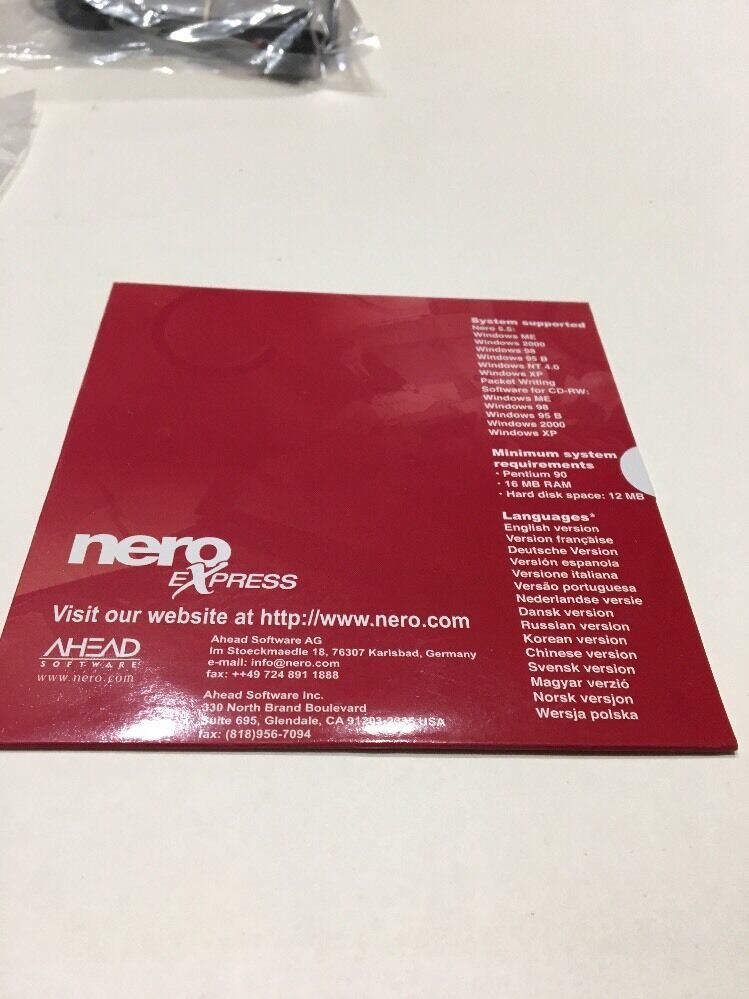 System supported
Nero 5.5:
Windows ME
Windows 2000
Windows 98
Windows 95 B
Windows NT 4.0
Windows XP
Packet Writing
Software for CD-RW:
Windows ME
Windows 98
Windows 95 B
Windows 2000
Windows XP
Minimum system
requirements
· Pentium 90
· 16 MB RAM
· Hard disk space: 12 MB
Languages*
English version
Version française
Deutsche Version
Versión española
Versione italiana
Versão portuguesa
Nederlandse versie
Dansk version
Russian version
Korean version
Chinese version
Svensk version
Magyar verzió
Norsk versjon
Wersja polska
nero
EXPRESS
Visit our website at http://www.nero.com
AHEAD
SOFTWARE
www.nero.com
Ahead Software AG
Im Stoeckmaedle 18, 76307 Karlsbad, Germany
e-mail: info@nero.com
fax: ++49 724 891 1888
Ahead Software Inc.
330 North Brand Boulevard
Suite 695, Glendale, CA USA
fax: (818)956-7094